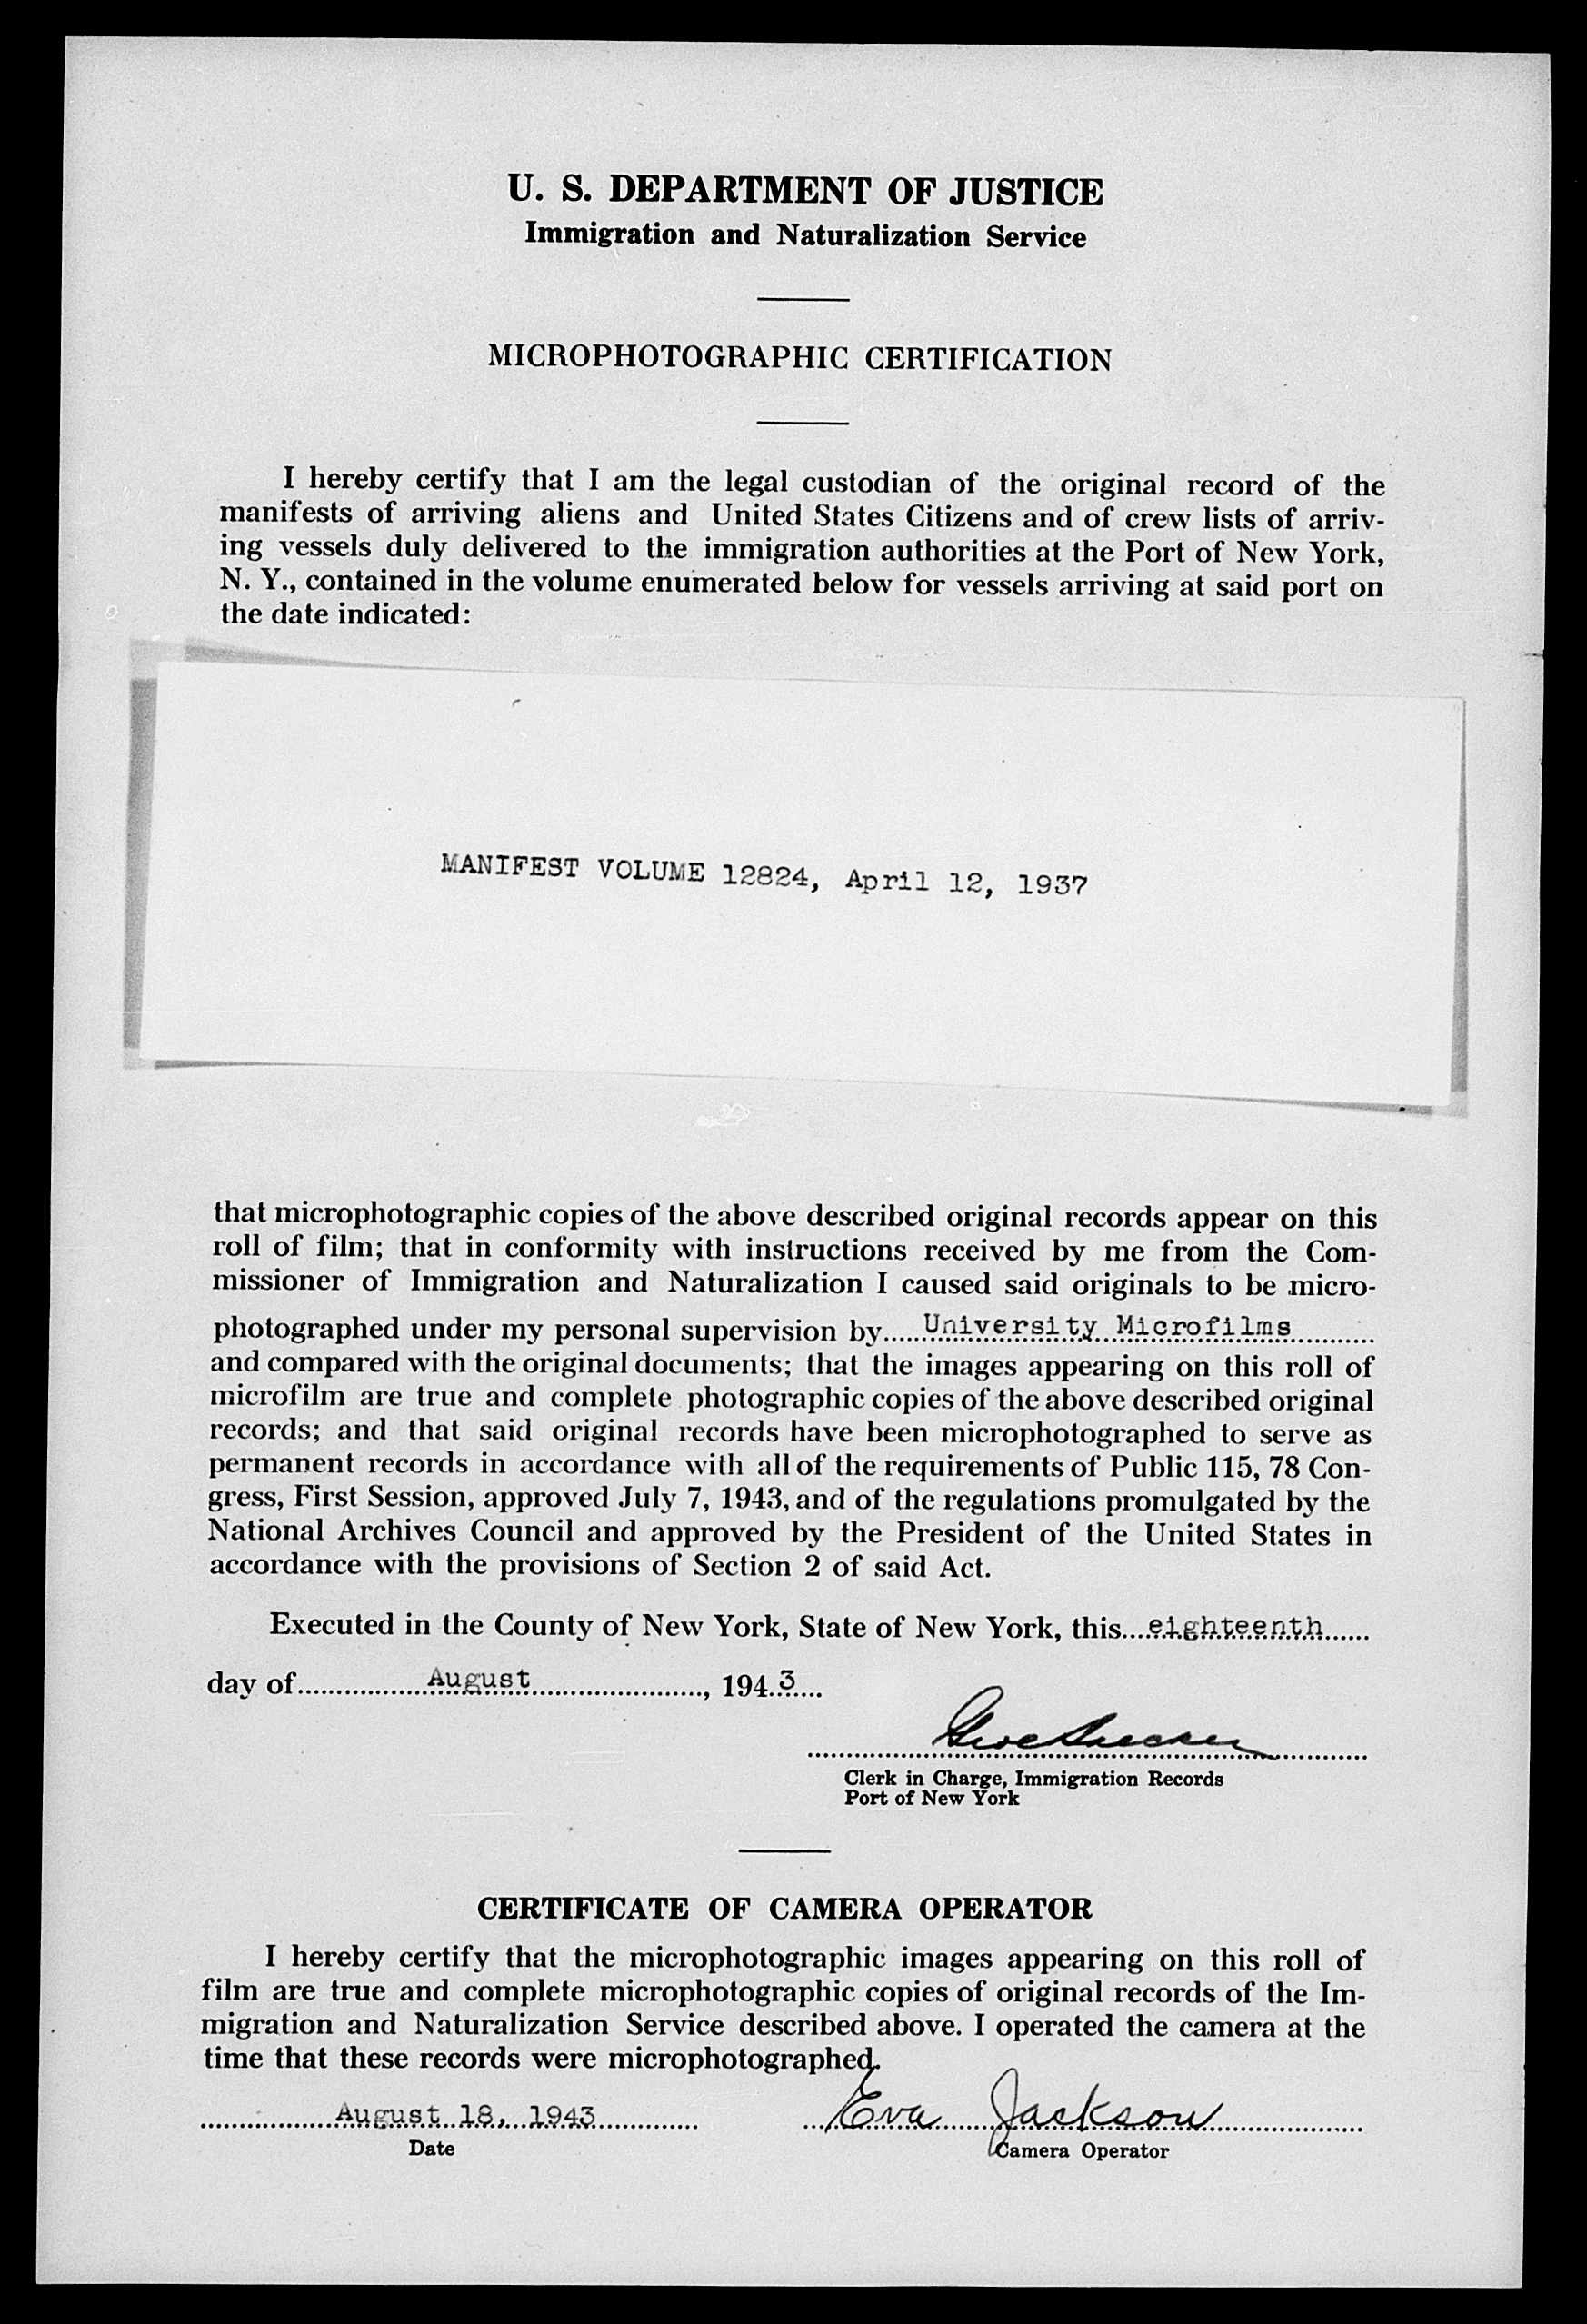 U. S. DEPARTMENT OF JUSTICE
Immigration and Naturalization Service
MICROPHOTOGRAPHIC CERTIFICATION
I hereby certify that I am the legal custodian of the original record of the
manifests of arriving aliens and United States Citizens and of crew lists of arriv-
ing vessels duly delivered to the immigration authorities at the Port of New York,
N. Y., contained in the volume enumerated below for vessels arriving at said port on
the date indicated:
MANIFEST VOLUME 12824, April 12, 1937
that microphotographic copies of the above described original records appear on this
roll of film; that in conformity with instructions received by me from the Com-
missioner of Immigration and Naturalization I caused said originals to be micro-
photographed under my personal supervision by.....University Microfilms...........
and compared with the original documents; that the images appearing on this roll of
microfilm are true and complete photographic copies of the above described original
records; and that said original records have been microphotographed to serve as
permanent records in accordance with all of the requirements of Public 115, 78 Con-
gress, First Session, approved July 7, 1943, and of the regulations promulgated by the
National Archives Council and approved by the President of the United States in
accordance with the provisions of Section 2 of said Act.
Executed in the County of New York, State of New York, this....eighteenth......
day of.................August......................., 194..3....
Clerk in Charge, Immigration Records
Port of New York
CERTIFICATE OF CAMERA OPERATOR
I hereby certify that the microphotographic images appearing on this roll of
film are true and complete microphotographic copies of original records of the Im-
migration and Naturalization Service described above. I operated the camera at the
time that these records were microphotographed.
August 18, 1943 Eva Jackson
Date Camera Operator